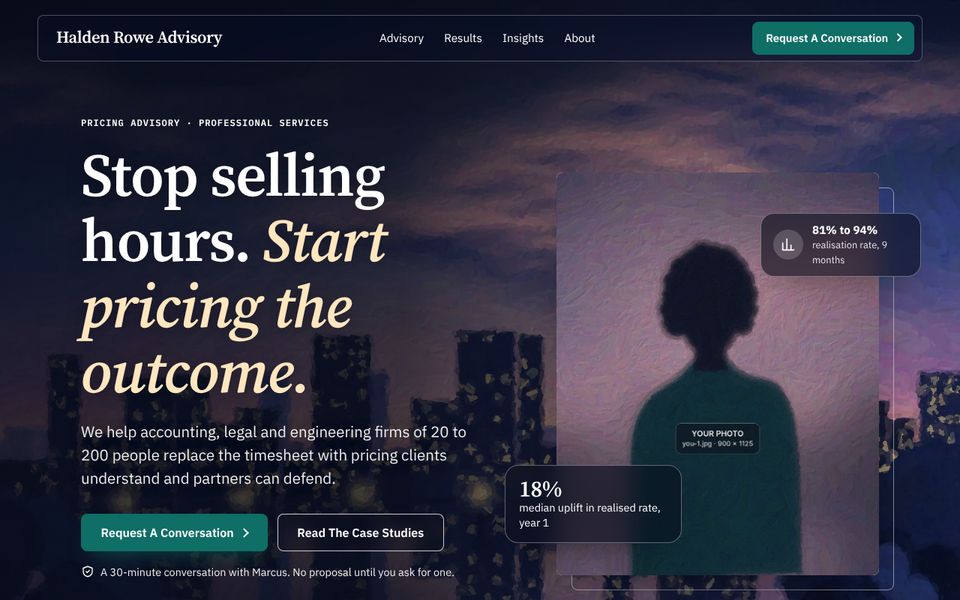 Halden Rowe Advisory
Advisory
Results
Insights
About
Request A Conversation
PRICING ADVISORY · PROFESSIONAL SERVICES
Stop selling
hours. Start
pricing the
outcome.
We help accounting, legal and engineering firms of 20 to
200 people replace the timesheet with pricing clients
understand and partners can defend.
Request A Conversation
Read The Case Studies
A 30-minute conversation with Marcus. No proposal until you ask for one.
81% to 94%
realisation rate, 9
months
YOUR PHOTO
you-1.jpg · 900 × 1125
18%
median uplift in realised rate,
year 1